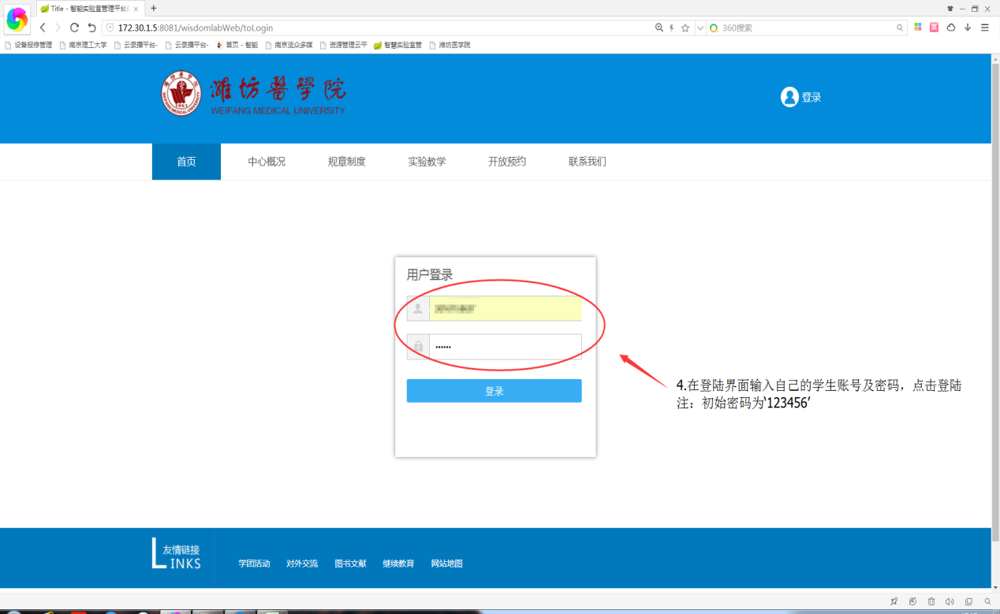 Title - 智能实验室管理平台
172.30.1.5:8081/wisdomlabWeb/toLogin
360搜索
设备报修管理 南京理工大学 云录播平台- 云录播平台- 首页 - 智能 南京览众多媒 资源管理云平 智慧实验室管 潍坊医学院
潍坊醫學院
WEIFANG MEDICAL UNIVERSITY
登录
首页 中心概况 规章制度 实验教学 开放预约 联系我们
用户登录
••••••
登录
4.在登陆界面输入自己的学生账号及密码，点击登陆
注：初始密码为‘123456’
友情链接
LINKS
学团活动 对外交流 图书文献 继续教育 网站地图